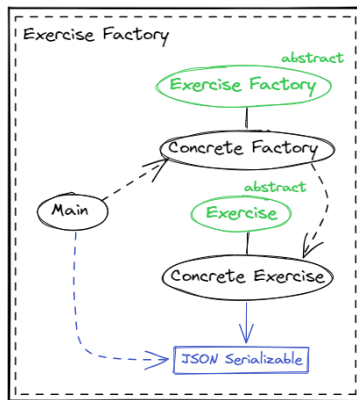 Exercise Factory
abstract
Exercise Factory
Concrete Factory
abstract
Main
Exercise
Concrete Exercise
JSON Serializable